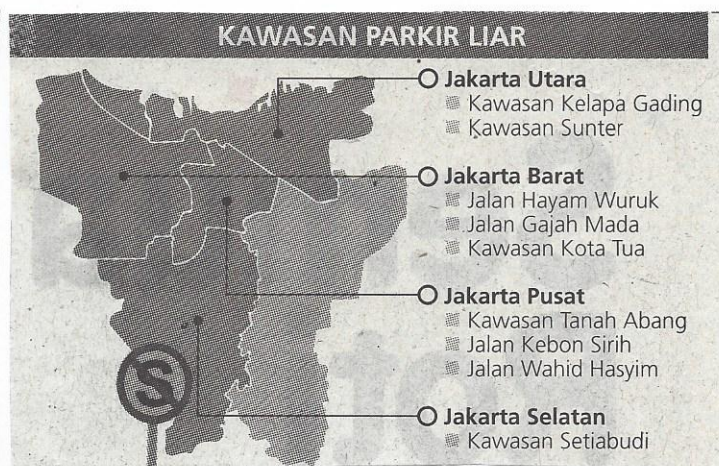 KAWASAN PARKIR LIAR
Jakarta Utara
Kawasan Kelapa Gading
Kawasan Sunter
Jakarta Barat
Jalan Hayam Wuruk
Jalan Gajah Mada
Kawasan Kota Tua
Jakarta Pusat
Kawasan Tanah Abang
Jalan Kebon Sirih
Jalan Wahid Hasyim
Jakarta Selatan
Kawasan Setiabudi
S